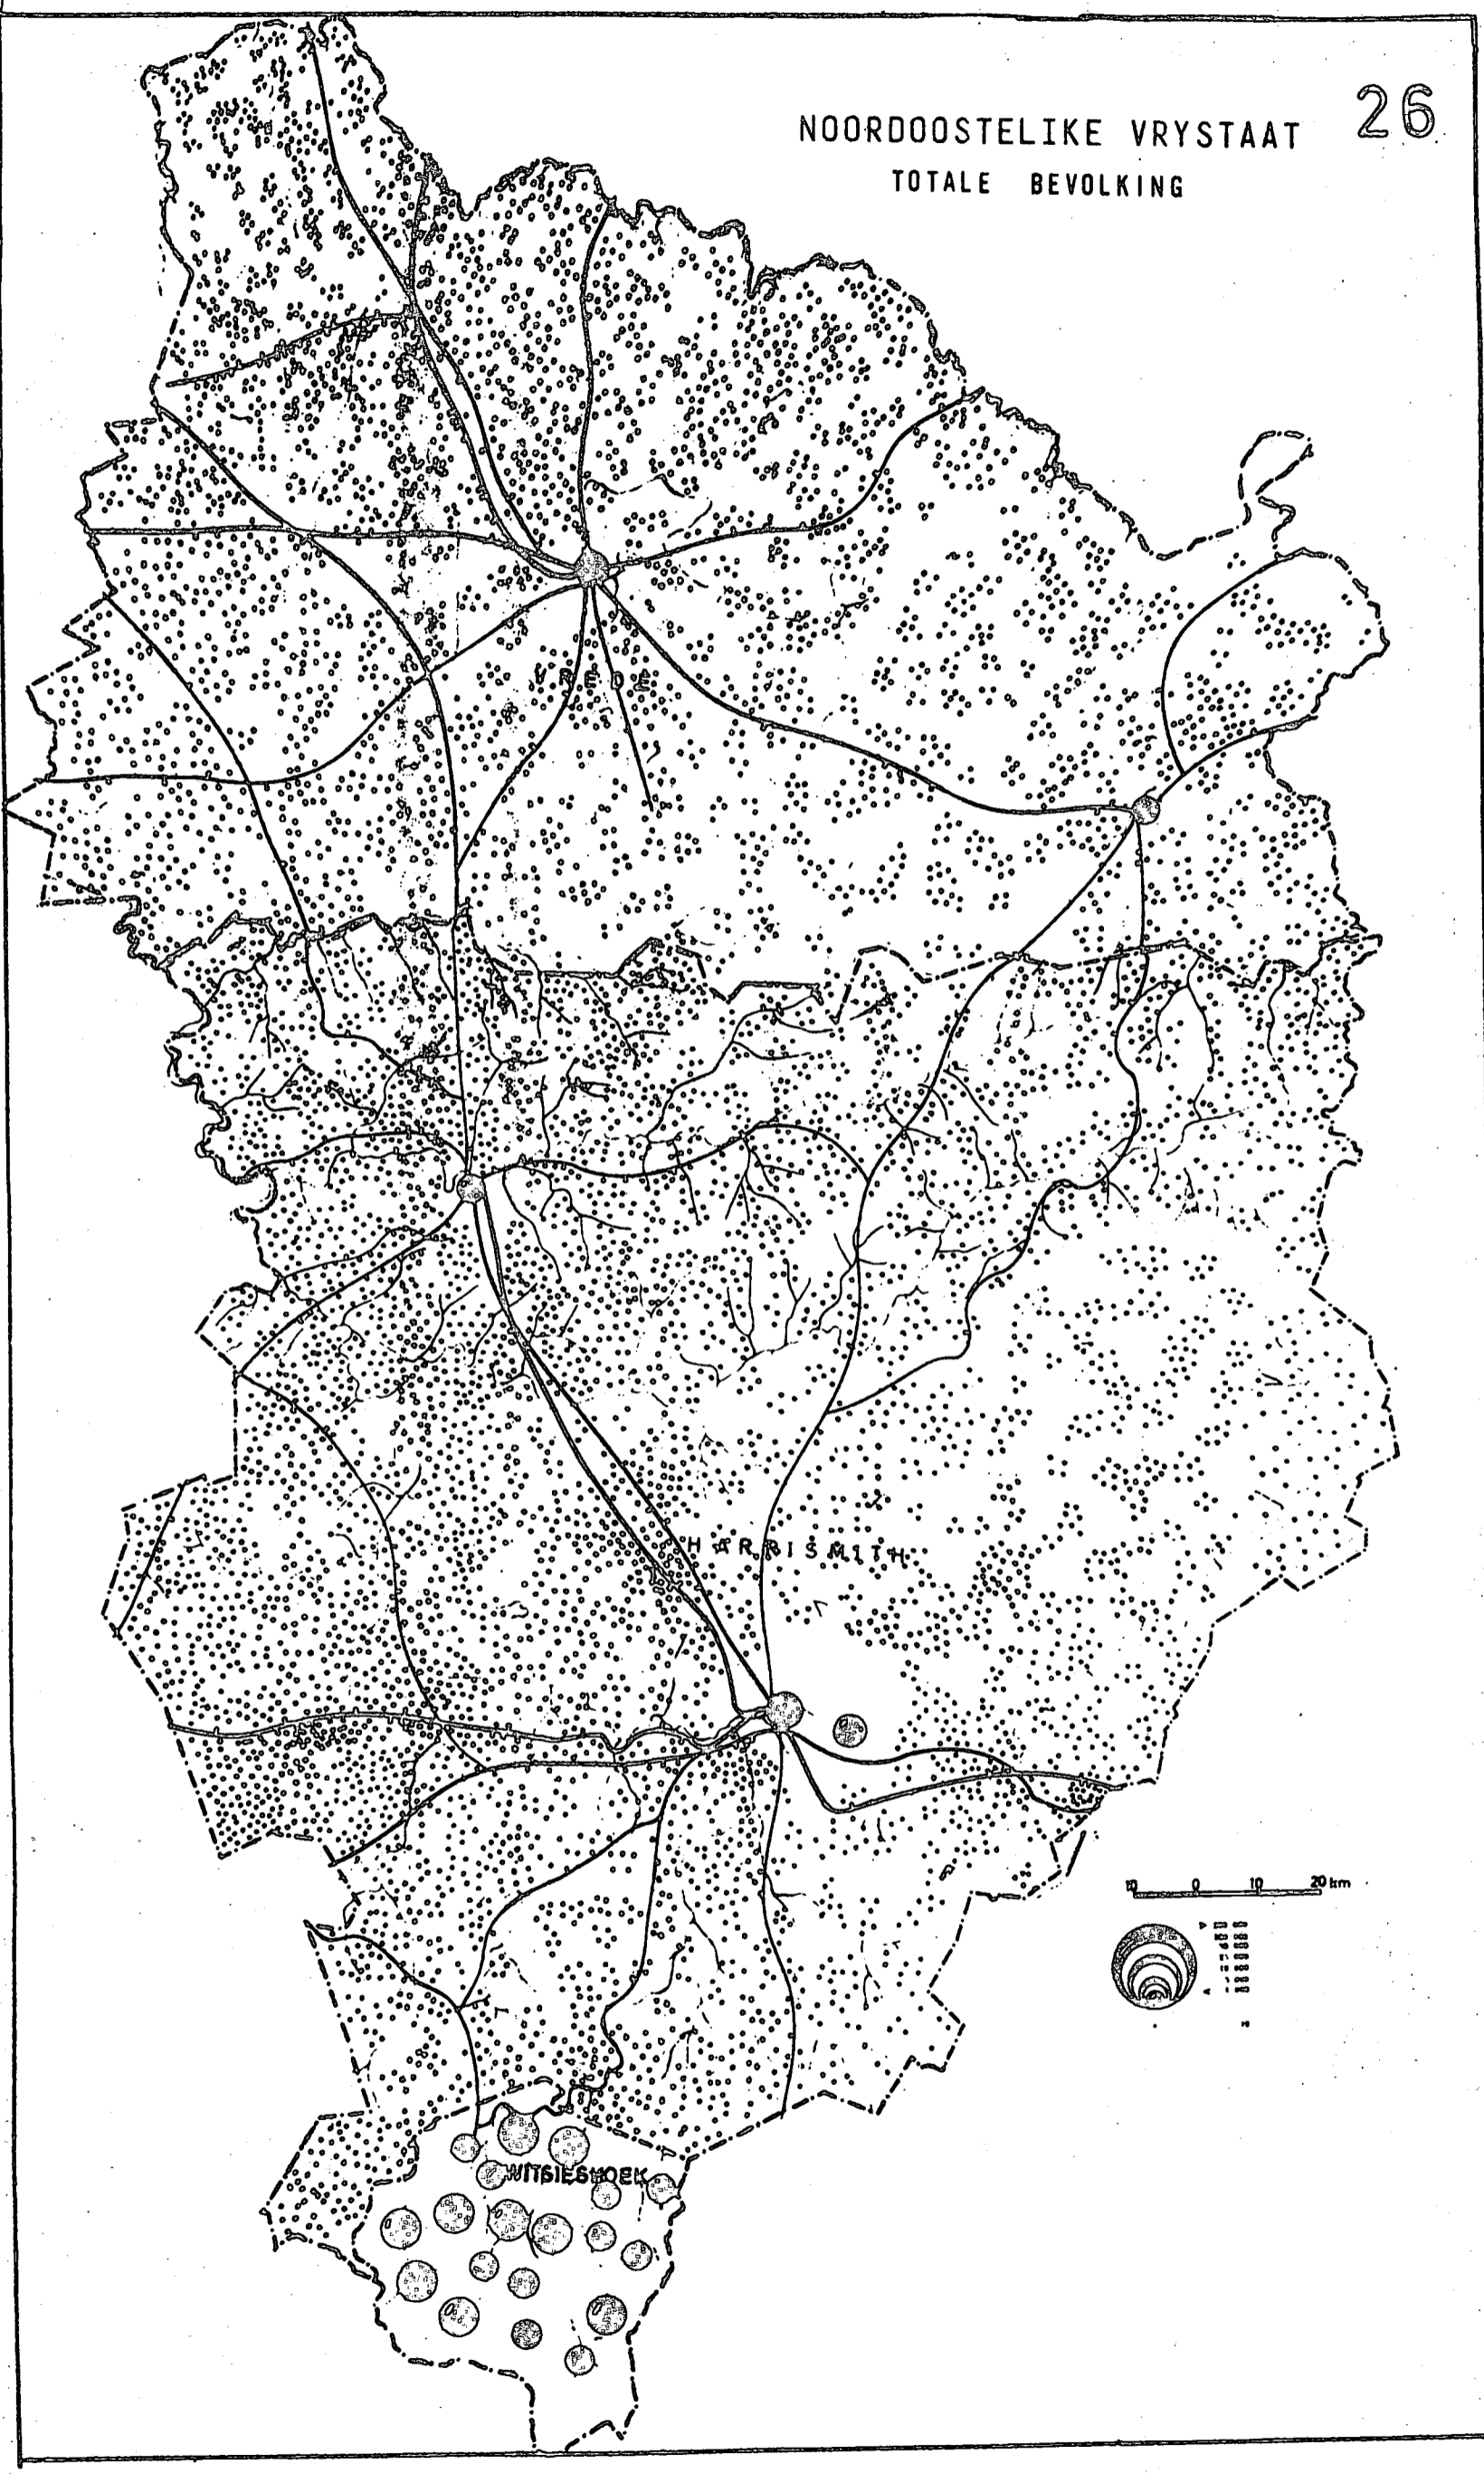 26
NOORDOOSTELIKE VRYSTAAT
TOTALE BEVOLKING
VREDE
HARRISMITH
10 0 10 20 km
WITSIESHOEK